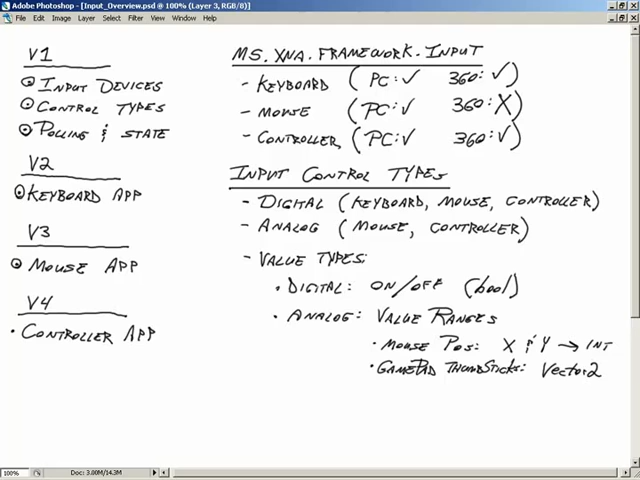 Adobe Photoshop - [Input_Overview.psd @ 100% (Layer 3, RGB/8)]
File Edit Image Layer Select Filter View Window Help
V1
INPUT DEVICES
CONTROL TYPES
POLLING & STATE
V2
KEYBOARD APP
V3
MOUSE APP
V4
• CONTROLLER APP
MS. XNA. FRAMEWORK. INPUT
- KEYBOARD (PC: ✓ 360: ✓)
- MOUSE (PC: ✓ 360: X)
- CONTROLLER (PC: ✓ 360: ✓)
INPUT CONTROL TYPES
- DIGITAL (KEYBOARD, MOUSE, CONTROLLER)
- ANALOG (MOUSE, CONTROLLER)
- VALUE TYPES:
• DIGITAL: ON/OFF (bool)
• ANALOG: VALUE RANGES
• MOUSE POS: X & Y → INT
• GAMEPAD THUMBSTICKS: Vector2
100% Doc: 3.00M/14.3M